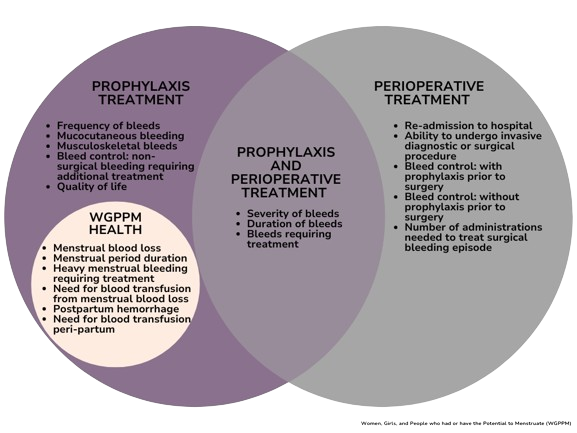 PROPHYLAXIS
TREATMENT
• Frequency of bleeds
• Mucocutaneous bleeding
• Musculoskeletal bleeds
• Bleed control: non-
surgical bleeding requiring
additional treatment
• Quality of life
WGPPM
HEALTH
• Menstrual blood loss
• Menstrual period duration
• Heavy menstrual bleeding
requiring treatment
• Need for blood transfusion
from menstrual blood loss
• Postpartum hemorrhage
• Need for blood transfusion
peri-partum
PROPHYLAXIS
AND
PERIOPERATIVE
TREATMENT
• Severity of bleeds
• Duration of bleeds
• Bleeds requiring
treatment
PERIOPERATIVE
TREATMENT
• Re-admission to hospital
• Ability to undergo invasive
diagnostic or surgical
procedure
• Bleed control: with
prophylaxis prior to
surgery
• Bleed control: without
prophylaxis prior to
surgery
• Number of administrations
needed to treat surgical
bleeding episode
Women, Girls, and People who had or have the Potential to Menstruate (WGPPM)